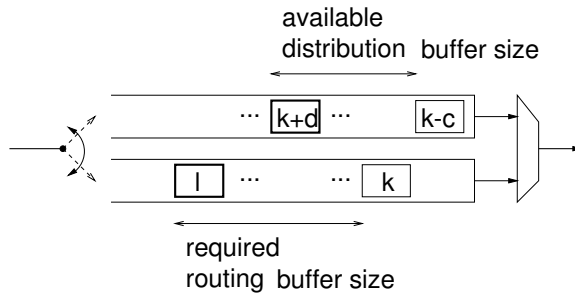 available
distribution buffer size
... k+d ... k-c
l ... ... k
required
routing buffer size